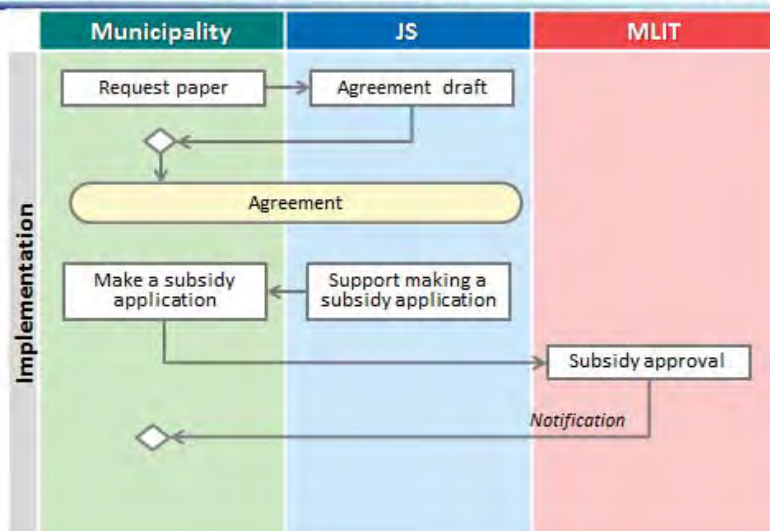 Municipality
JS
MLIT
Implementation
Request paper
Agreement draft
Agreement
Make a subsidy
application
Support making a
subsidy application
Subsidy approval
Notification